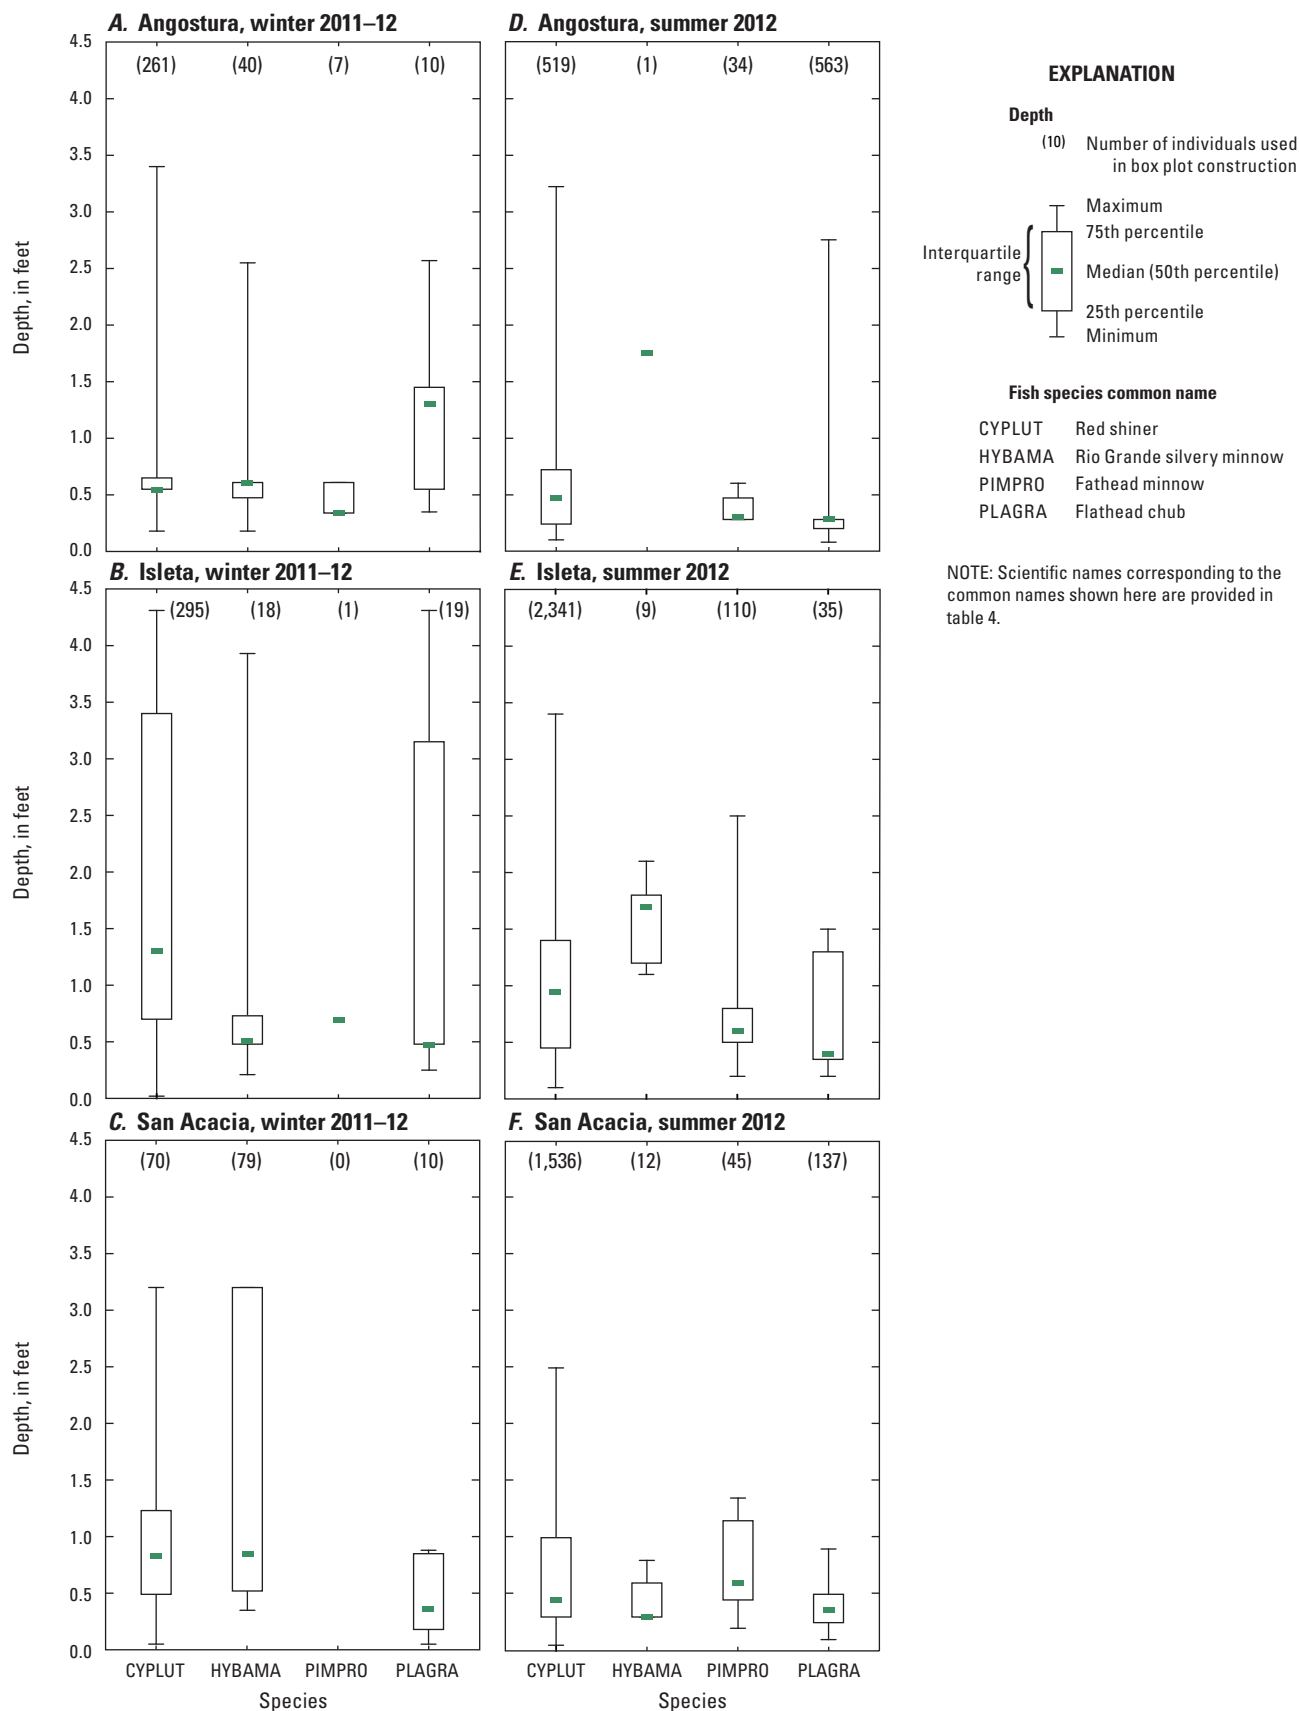 A. Angostura, winter 2011–12
4.5
4.0
3.5
3.0
2.5
2.0
1.5
1.0
0.5
0.0
Depth, in feet
(261) (40) (7) (10)
D. Angostura, summer 2012
(519) (1) (34) (563)
B. Isleta, winter 2011–12
4.5
4.0
3.5
3.0
2.5
2.0
1.5
1.0
0.5
0.0
Depth, in feet
(295) (18) (1) (19)
E. Isleta, summer 2012
(2,341) (9) (110) (35)
C. San Acacia, winter 2011–12
4.5
4.0
3.5
3.0
2.5
2.0
1.5
1.0
0.5
0.0
Depth, in feet
(70) (79) (0) (10)
CYPLUT HYBAMA PIMPRO PLAGRA
Species
F. San Acacia, summer 2012
(1,536) (12) (45) (137)
CYPLUT HYBAMA PIMPRO PLAGRA
Species
EXPLANATION
Depth
(10) Number of individuals used
in box plot construction
Maximum
75th percentile
Interquartile
range
Median (50th percentile)
25th percentile
Minimum
Fish species common name
CYPLUT Red shiner
HYBAMA Rio Grande silvery minnow
PIMPRO Fathead minnow
PLAGRA Flathead chub
NOTE: Scientific names corresponding to the
common names shown here are provided in
table 4.